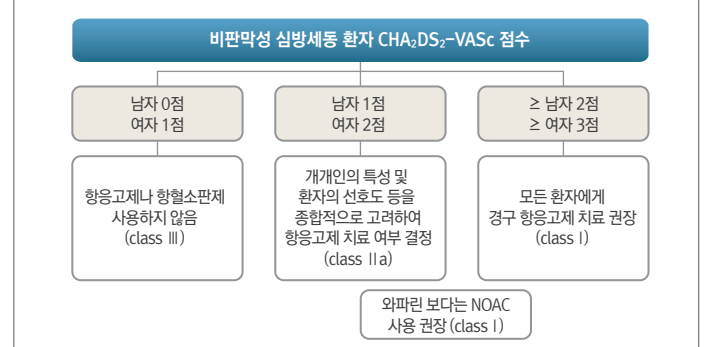 비판막성 심방세동 환자 CHA₂DS₂-VASc 점수
남자 0점
여자 1점
남자 1점
여자 2점
≥ 남자 2점
≥ 여자 3점
항응고제나 항혈소판제
사용하지 않음
(class Ⅲ)
개개인의 특성 및
환자의 선호도 등을
종합적으로 고려하여
항응고제 치료 여부 결정
(class Ⅱa)
모든 환자에게
경구 항응고제 치료 권장
(class Ⅰ)
와파린 보다는 NOAC
사용 권장 (class Ⅰ)